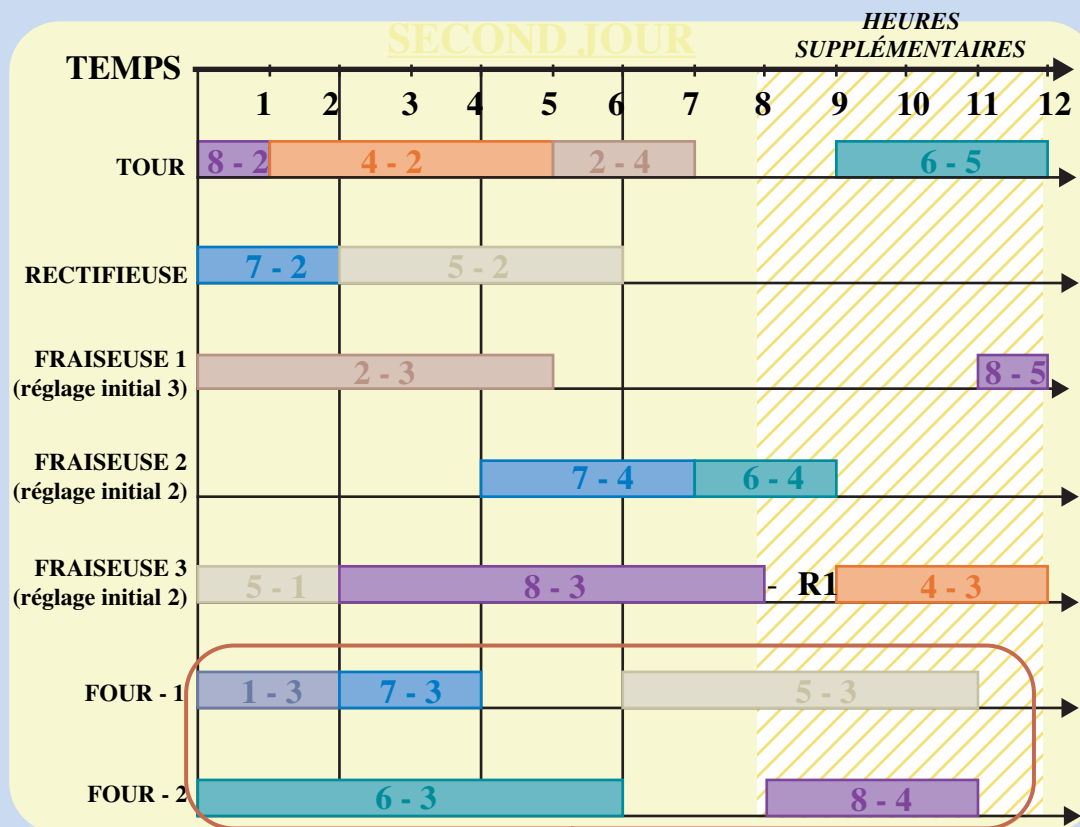 SECOND JOUR
HEURES
SUPPLÉMENTAIRES
TEMPS
1 2 3 4 5 6 7 8 9 10 11 12
TOUR 8 - 2 4 - 2 2 - 4 6 - 5
RECTIFIEUSE 7 - 2 5 - 2
FRAISEUSE 1
(réglage initial 3)
2 - 3 8 - 5
FRAISEUSE 2
(réglage initial 2)
7 - 4 6 - 4
FRAISEUSE 3
(réglage initial 2)
5 - 1 8 - 3 - R1 4 - 3
FOUR - 1 1 - 3 7 - 3 5 - 3
FOUR - 2 6 - 3 8 - 4